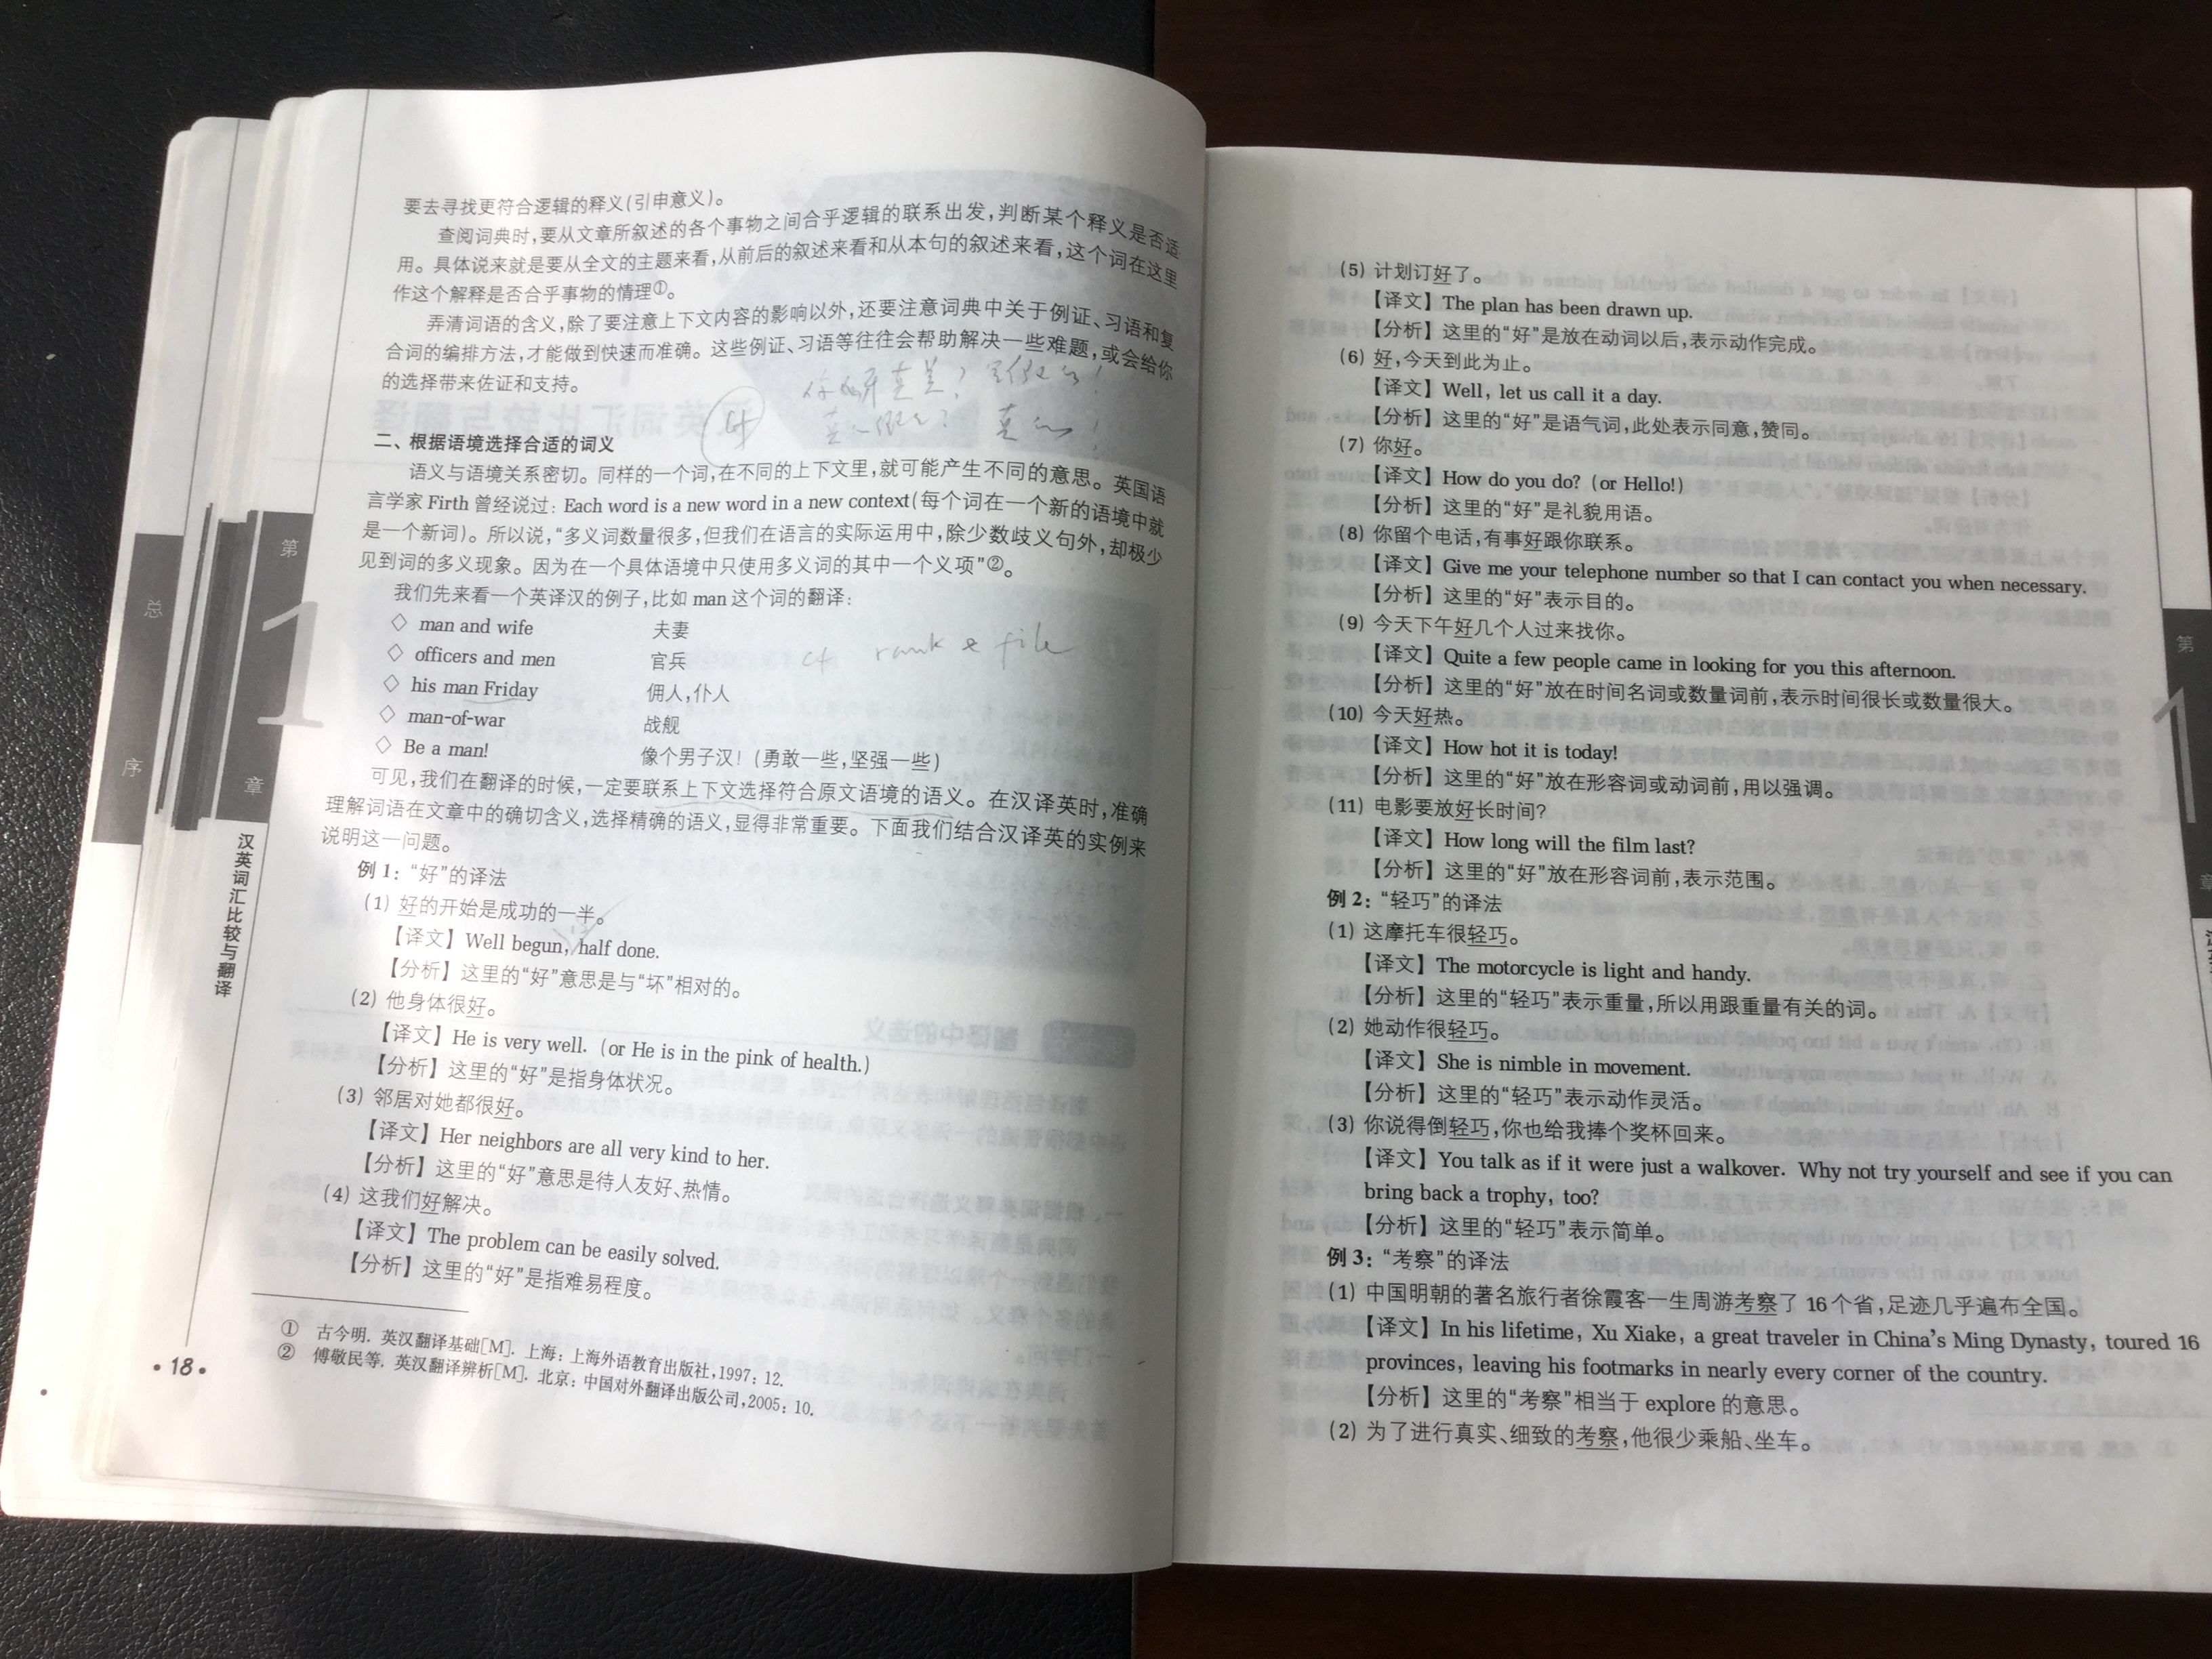 要去寻找更符合逻辑的释义(引申意义)。
查阅词典时,要从文章所叙述的各个事物之间合乎逻辑的联系出发,判断某个释义是否适
用。具体说来就是要从全文的主题来看,从前后的叙述来看和从本句的叙述来看,这个词在这里
作这个解释是否合乎事物的情理①。
弄清词语的含义,除了要注意上下文内容的影响以外,还要注意词典中关于例证、习语和复
合词的编排方法,才能做到快速而准确。这些例证、习语等往往会帮助解决一些难题,或会给你
的选择带来佐证和支持。
二、根据语境选择合适的词义
语义与语境关系密切。同样的一个词,在不同的上下文里,就可能产生不同的意思。英国语
言学家 Firth 曾经说过: Each word is a new word in a new context(每个词在一个新的语境中就
是一个新词)。所以说,“多义词数量很多,但我们在语言的实际运用中,除少数歧义句外,却极少
见到词的多义现象。因为在一个具体语境中只使用多义词的其中一个义项”②。
我们先来看一个英译汉的例子,比如 man 这个词的翻译:
◇ man and wife 夫妻
◇ officers and men 官兵 cf rank & file
◇ his man Friday 佣人,仆人
◇ man-of-war 战舰
◇ Be a man! 像个男子汉! (勇敢一些,坚强一些)
可见,我们在翻译的时候,一定要联系上下文选择符合原文语境的语义。在汉译英时,准确
理解词语在文章中的确切含义,选择精确的语义,显得非常重要。下面我们结合汉译英的实例来
说明这一问题。
例 1: “好”的译法
(1) 好的开始是成功的一半。
【译文】Well begun, half done.
【分析】这里的“好”意思是与“坏”相对的。
(2) 他身体很好。
【译文】He is very well. (or He is in the pink of health.)
【分析】这里的“好”是指身体状况。
(3) 邻居对她都很好。
【译文】Her neighbors are all very kind to her.
【分析】这里的“好”意思是待人友好、热情。
(4) 这我们好解决。
【译文】The problem can be easily solved.
【分析】这里的“好”是指难易程度。
① 古今明. 英汉翻译基础[M]. 上海: 上海外语教育出版社,1997: 12.
② 傅敬民等. 英汉翻译辨析[M]. 北京: 中国对外翻译出版公司,2005: 10.
·18·
汉英词汇比较与翻译
第
1
章
总
序
(5) 计划订好了。
【译文】The plan has been drawn up.
【分析】这里的“好”是放在动词以后,表示动作完成。
(6) 好,今天到此为止。
【译文】Well, let us call it a day.
【分析】这里的“好”是语气词,此处表示同意,赞同。
(7) 你好。
【译文】How do you do? (or Hello!)
【分析】这里的“好”是礼貌用语。
(8) 你留个电话,有事好跟你联系。
【译文】Give me your telephone number so that I can contact you when necessary.
【分析】这里的“好”表示目的。
(9) 今天下午好几个人过来找你。
【译文】Quite a few people came in looking for you this afternoon.
【分析】这里的“好”放在时间名词或数量词前,表示时间很长或数量很大。
(10) 今天好热。
【译文】How hot it is today!
【分析】这里的“好”放在形容词或动词前,用以强调。
(11) 电影要放好长时间?
【译文】How long will the film last?
【分析】这里的“好”放在形容词前,表示范围。
例 2: “轻巧”的译法
(1) 这摩托车很轻巧。
【译文】The motorcycle is light and handy.
【分析】这里的“轻巧”表示重量,所以用跟重量有关的词。
(2) 她动作很轻巧。
【译文】She is nimble in movement.
【分析】这里的“轻巧”表示动作灵活。
(3) 你说得倒轻巧,你也给我捧个奖杯回来。
【译文】You talk as if it were just a walkover. Why not try yourself and see if you can
bring back a trophy, too?
【分析】这里的“轻巧”表示简单。
例 3: “考察”的译法
(1) 中国明朝的著名旅行者徐霞客一生周游考察了 16 个省,足迹几乎遍布全国。
【译文】In his lifetime, Xu Xiake, a great traveler in China's Ming Dynasty, toured 16
provinces, leaving his footmarks in nearly every corner of the country.
【分析】这里的“考察”相当于 explore 的意思。
(2) 为了进行真实、细致的考察,他很少乘船、坐车。
第
1
章